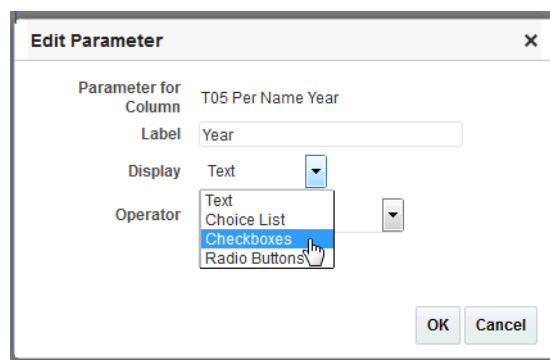 Edit Parameter ×
Parameter for
Column T05 Per Name Year
Label Year
Display Text
Text
Operator
Choice List
Checkboxes
Radio Buttons
OK Cancel